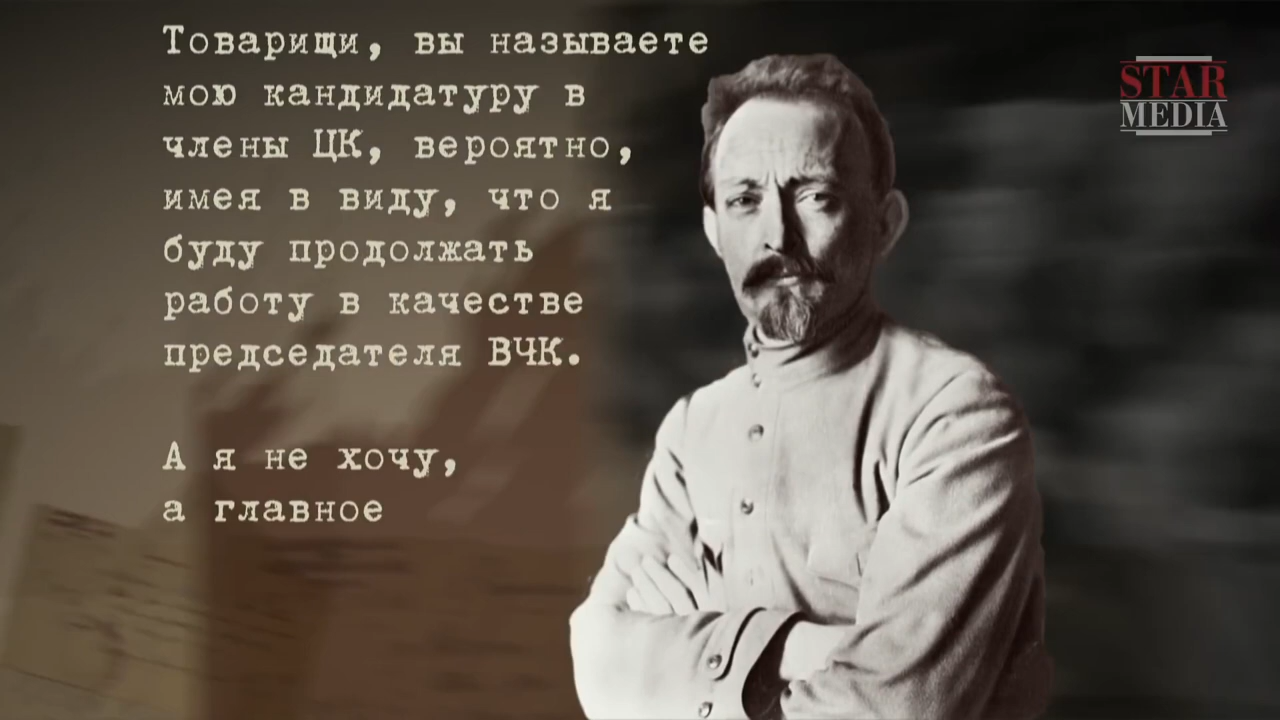 Товарищи, вы называете
мою кандидатуру в
члены ЦК, вероятно,
имея в виду, что я
буду продолжать
работу в качестве
председателя ВЧК.
А я не хочу,
а главное
STAR
MEDIA